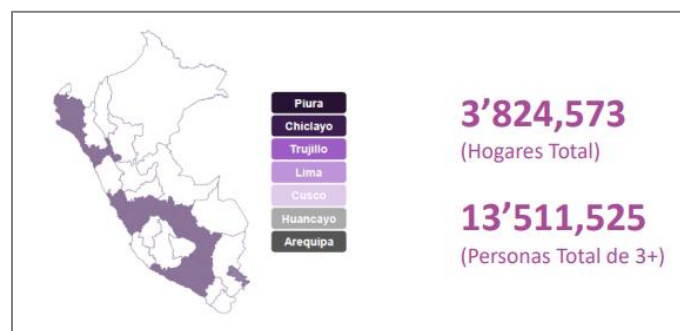 Piura
Chiclayo
Trujillo
Lima
Cusco
Huancayo
Arequipa
3’824,573
(Hogares Total)
13’511,525
(Personas Total de 3+)